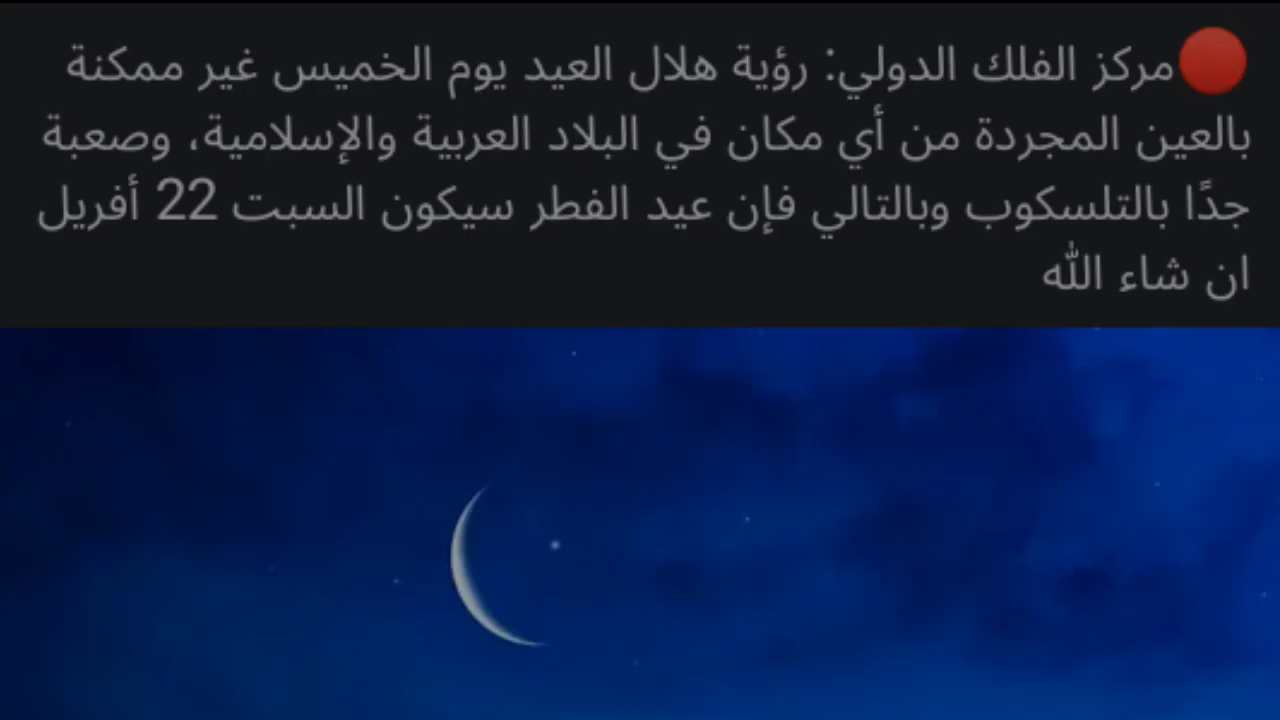 🔴مركز الفلك الدولي: رؤية هلال العيد يوم الخميس غير ممكنة
بالعين المجردة من أي مكان في البلاد العربية والإسلامية، وصعبة
جدًا بالتلسكوب وبالتالي فإن عيد الفطر سيكون السبت 22 أفريل
ان شاء الله